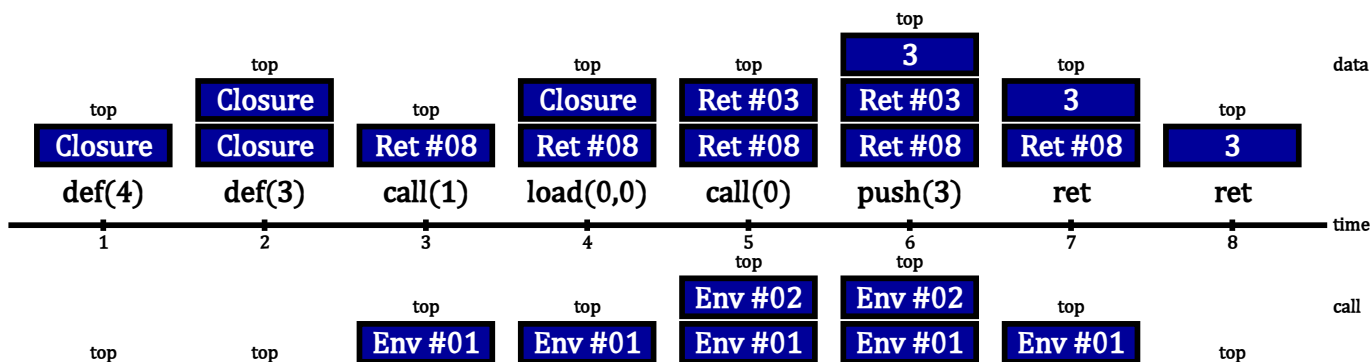 top
3
top top top top data
Closure Closure Ret #03 Ret #03 3
top top top
Closure Closure Ret #08 Ret #08 Ret #08 Ret #08 Ret #08 3
def(4) def(3) call(1) load(0,0) call(0) push(3) ret ret
time
1 2 3 4 5 6 7 8
top top
Env #02 Env #02 call
top top top
Env #01 Env #01 Env #01 Env #01 Env #01
top top top